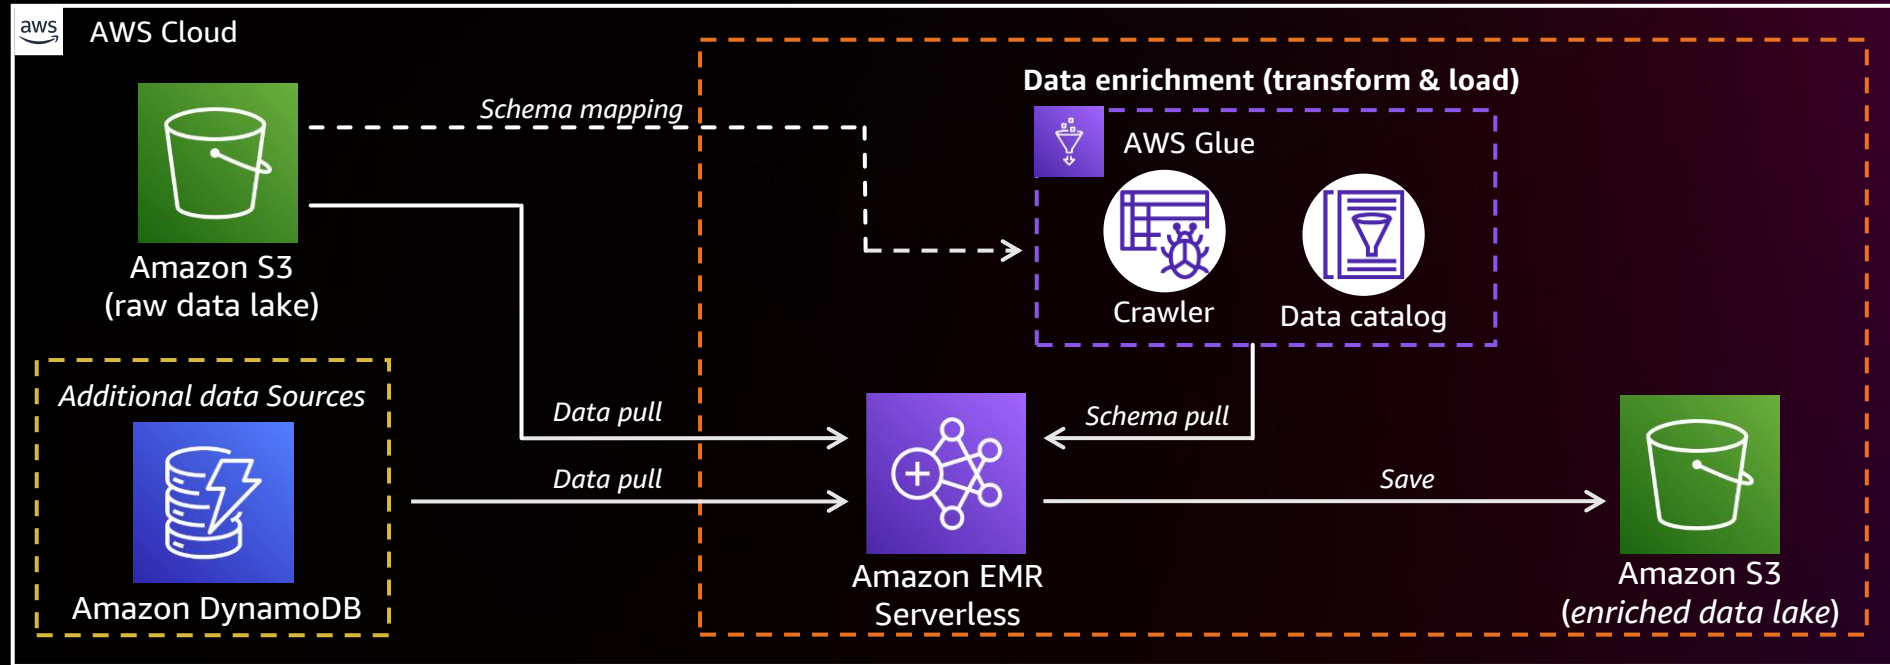 aws
AWS Cloud
Data enrichment (transform & load)
Schema mapping
AWS Glue
Amazon S3
(raw data lake)
Crawler
Data catalog
Additional data Sources
Data pull
Schema pull
Data pull
Save
Amazon DynamoDB
Amazon EMR
Serverless
Amazon S3
(enriched data lake)